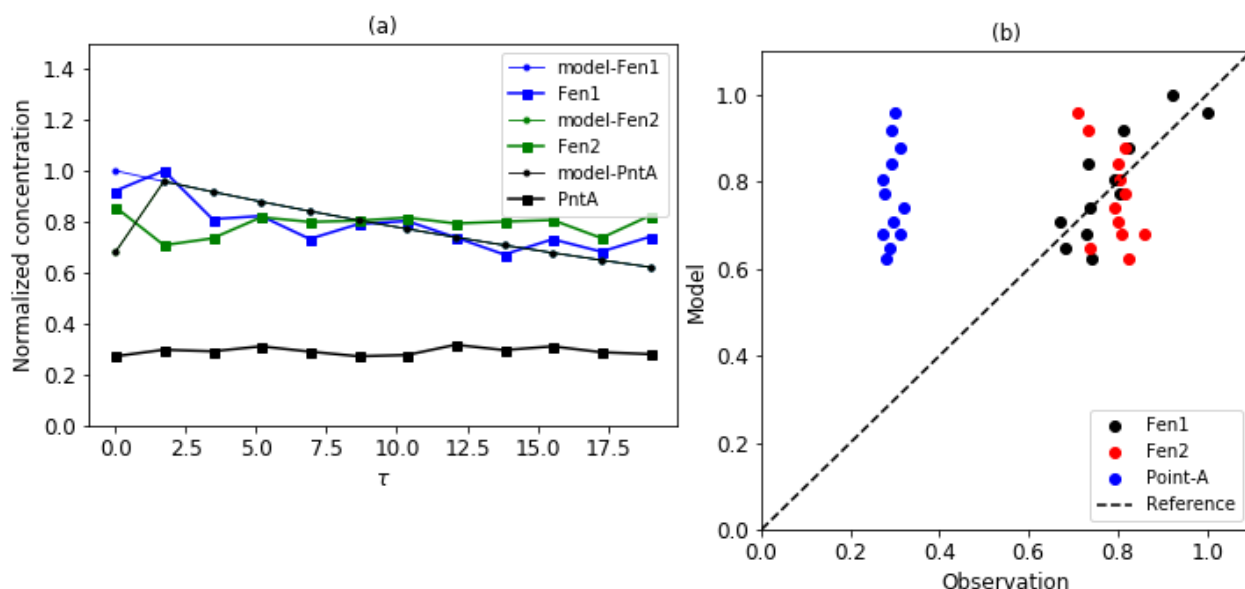 (a)
1.4
1.2
1.0
0.8
0.6
0.4
0.2
0.0
Normalized concentration
model-Fen1
Fen1
model-Fen2
Fen2
model-PntA
PntA
0.0 2.5 5.0 7.5 10.0 12.5 15.0 17.5
τ
(b)
1.0
0.8
0.6
0.4
0.2
0.0
Model
Fen1
Fen2
Point-A
Reference
0.0 0.2 0.4 0.6 0.8 1.0
Observation